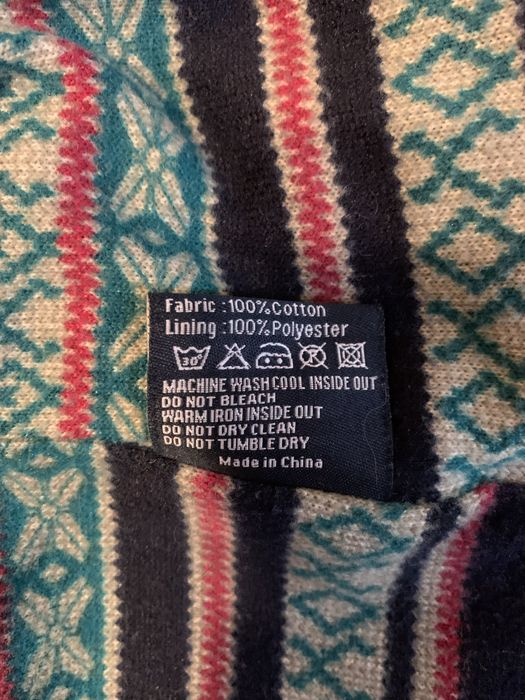 Fabric :100%Cotton
Lining :100%Polyester
30°
MACHINE WASH COOL INSIDE OUT
DO NOT BLEACH
WARM IRON INSIDE OUT
DO NOT DRY CLEAN
DO NOT TUMBLE DRY
Made in China